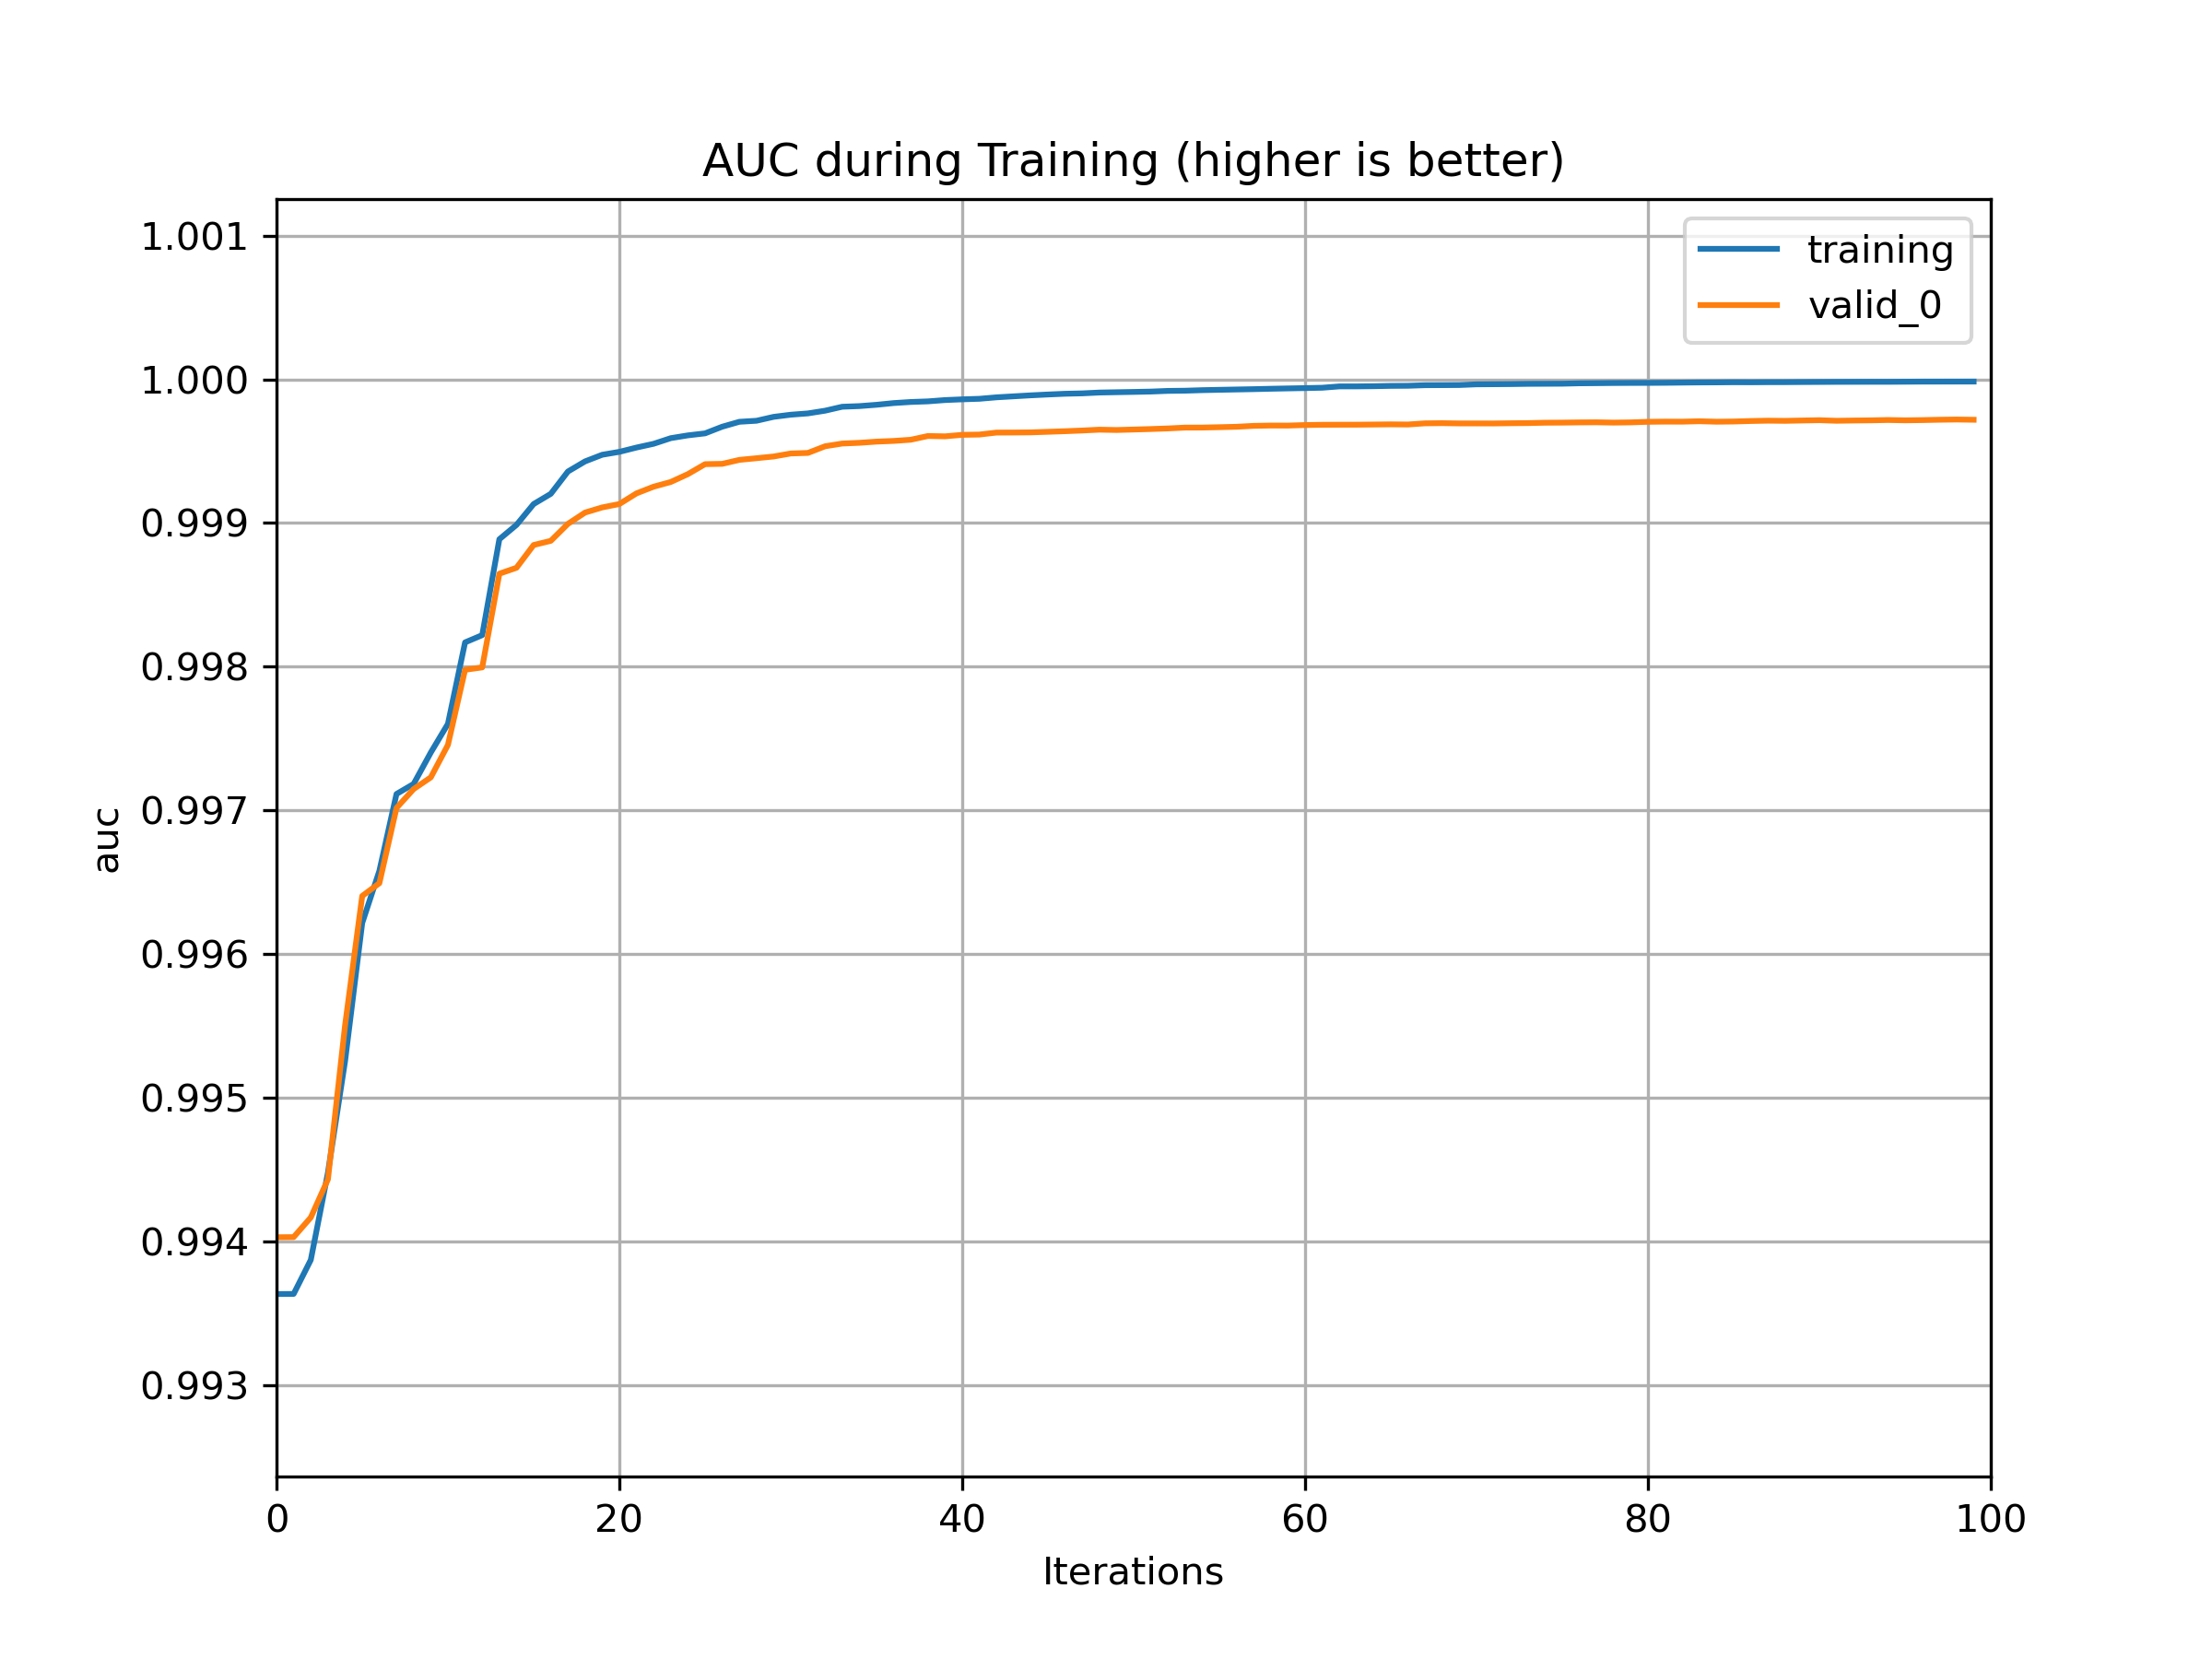 AUC during Training (higher is better)
training
valid_0
auc
1.001
1.000
0.999
0.998
0.997
0.996
0.995
0.994
0.993
0 20 40 60 80 100
Iterations